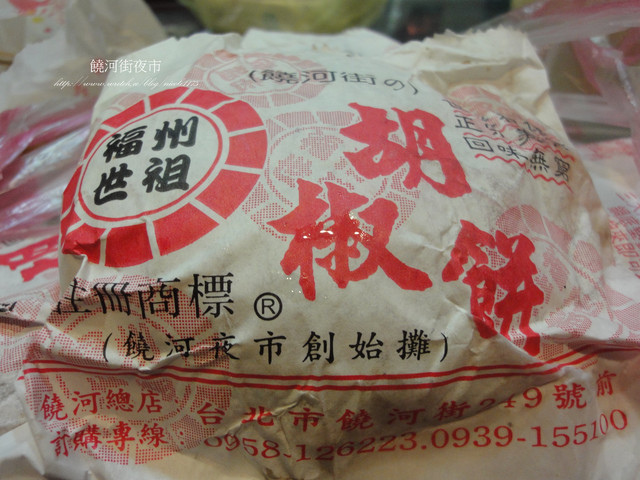 饒河街夜市
(饒河街の)
福州
世祖
胡椒餅
回味無
註冊商標®
(饒河夜市創始攤)
饒河總店 台北市饒河街249號前
訂購專線:0958-126223.0939-155100